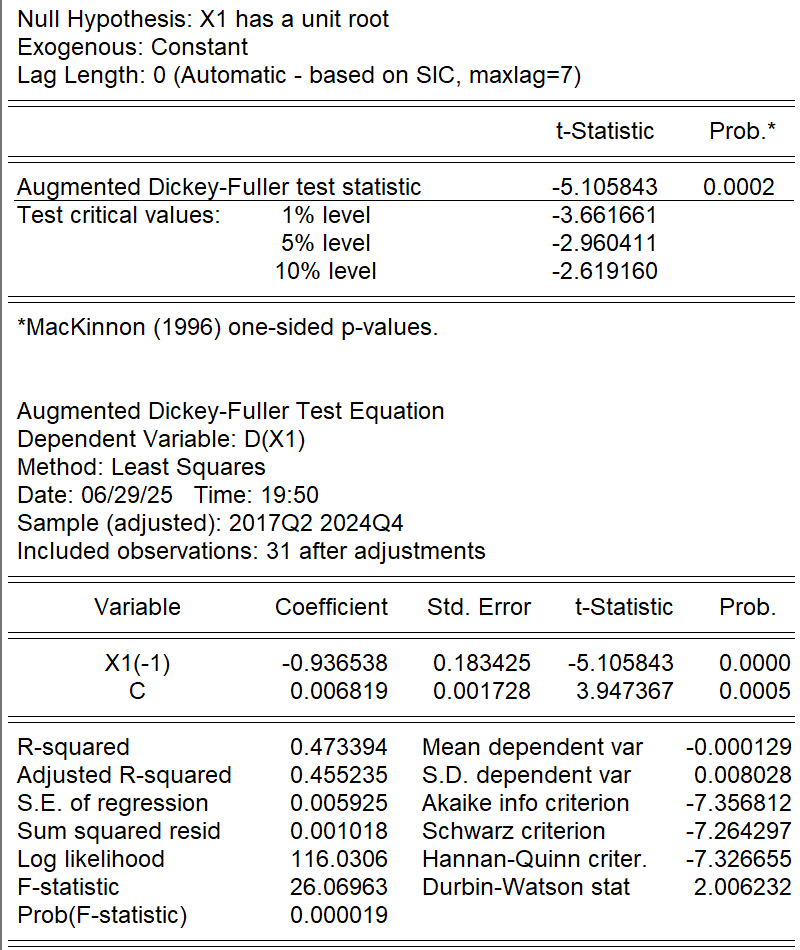 Null Hypothesis: X1 has a unit root
Exogenous: Constant
Lag Length: 0 (Automatic - based on SIC, maxlag=7)
t-Statistic Prob.*
Augmented Dickey-Fuller test statistic -5.105843 0.0002
Test critical values: 1% level -3.661661
5% level -2.960411
10% level -2.619160
*MacKinnon (1996) one-sided p-values.
Augmented Dickey-Fuller Test Equation
Dependent Variable: D(X1)
Method: Least Squares
Date: 06/29/25 Time: 19:50
Sample (adjusted): 2017Q2 2024Q4
Included observations: 31 after adjustments
Variable Coefficient Std. Error t-Statistic Prob.
X1(-1) -0.936538 0.183425 -5.105843 0.0000
C 0.006819 0.001728 3.947367 0.0005
R-squared 0.473394 Mean dependent var -0.000129
Adjusted R-squared 0.455235 S.D. dependent var 0.008028
S.E. of regression 0.005925 Akaike info criterion -7.356812
Sum squared resid 0.001018 Schwarz criterion -7.264297
Log likelihood 116.0306 Hannan-Quinn criter. -7.326655
F-statistic 26.06963 Durbin-Watson stat 2.006232
Prob(F-statistic) 0.000019